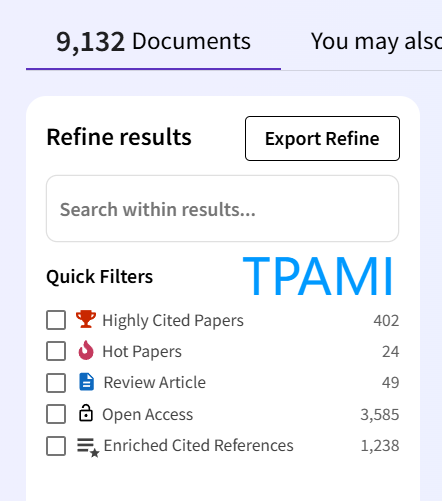 9,132 Documents
You may also
Refine results
Export Refine
Search within results...
Quick Filters
TPAMI
Highly Cited Papers 402
Hot Papers 24
Review Article 49
Open Access 3,585
Enriched Cited References 1,238